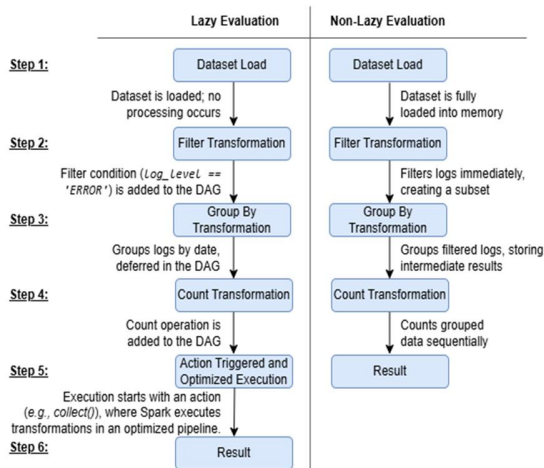 Lazy Evaluation
Non-Lazy Evaluation
Step 1:
Dataset Load
Dataset Load
Dataset is loaded; no
processing occurs
Dataset is fully
loaded into memory
Step 2:
Filter Transformation
Filter Transformation
Filter condition (Log_level ==
'ERROR') is added to the DAG
Filters logs immediately,
creating a subset
Step 3:
Group By
Transformation
Group By
Transformation
Groups logs by date,
deferred in the DAG
Groups filtered logs, storing
intermediate results
Step 4:
Count Transformation
Count Transformation
Count operation is
added to the DAG
Counts grouped
data sequentially
Step 5:
Action Triggered and
Optimized Execution
Result
Execution starts with an action
(e.g., collect()), where Spark executes
transformations in an optimized pipeline.
Step 6:
Result